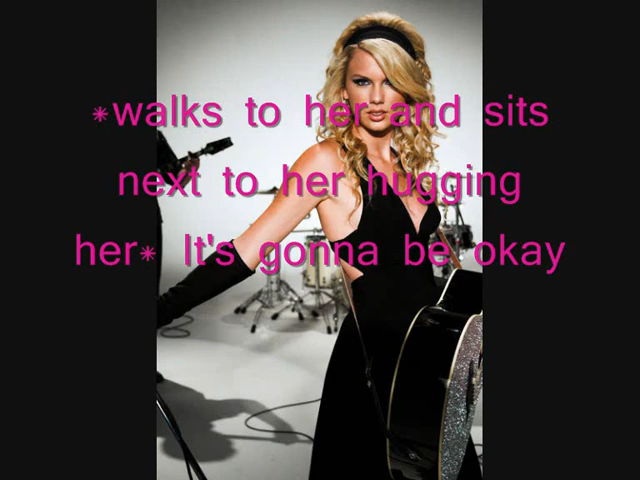 *walks to her and sits
next to her hugging
her* It's gonna be okay